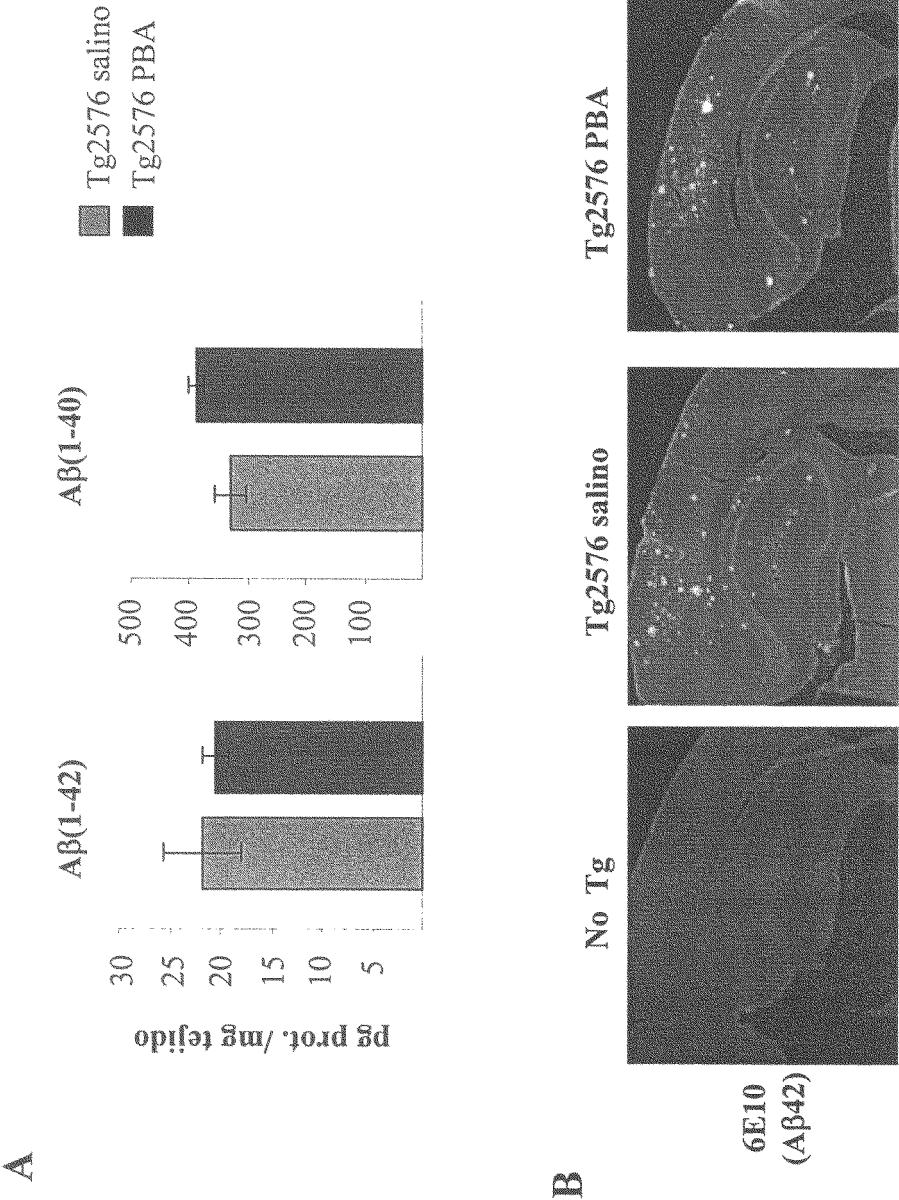 A
Aβ(1-42)
Aβ(1-40)
Tg2576 salino
Tg2576 PBA
pg prot./mg tejido
30
25
20
15
10
5
500
400
300
200
100
B
No Tg
Tg2576 salino
Tg2576 PBA
6E10
(Aβ42)